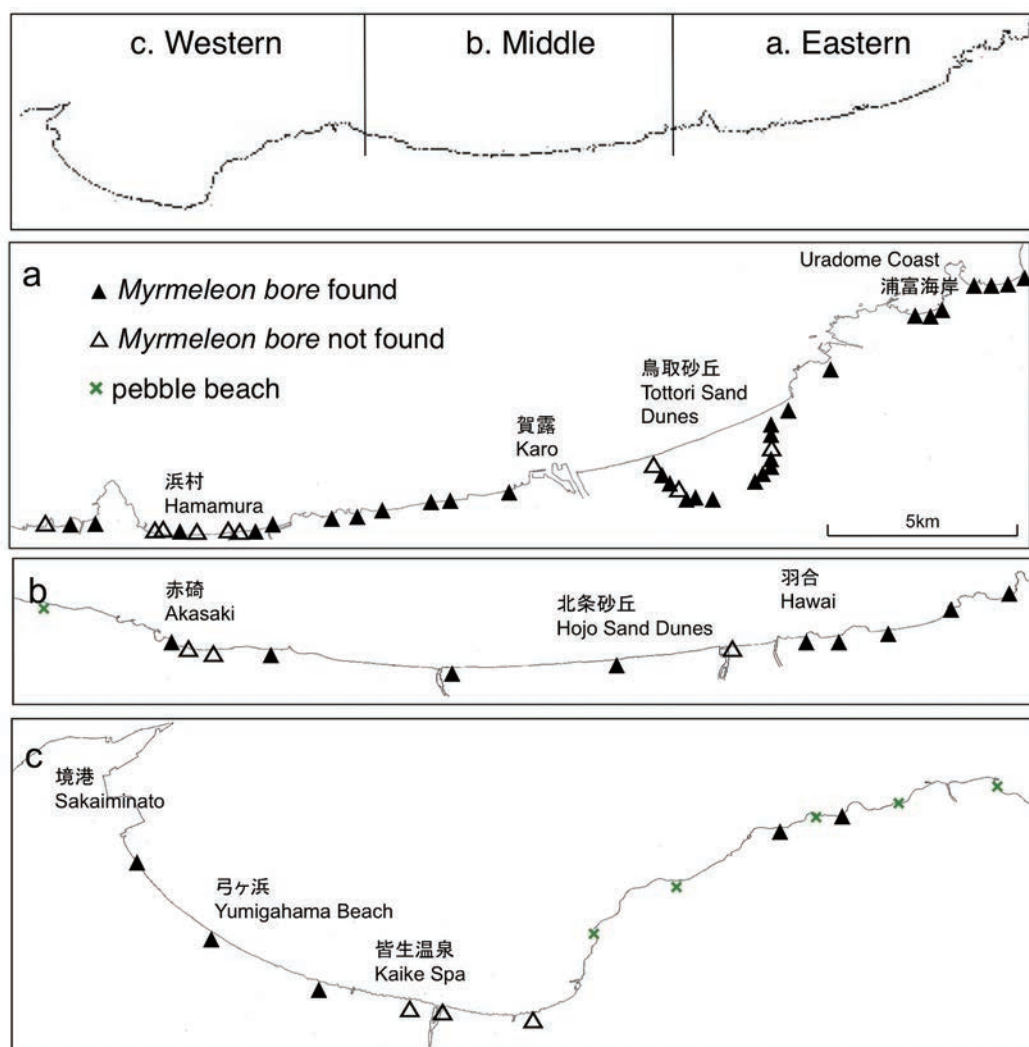 c. Western
b. Middle
a. Eastern
a
Myrmeleon bore found
Myrmeleon bore not found
pebble beach
Uradome Coast
浦富海岸
鳥取砂丘
Tottori Sand
Dunes
賀露
Karo
浜村
Hamamura
5km
b
赤碕
Akasaki
北条砂丘
Hojo Sand Dunes
羽合
Hawai
c
境港
Sakaiminato
弓ヶ浜
Yumigahama Beach
皆生温泉
Kaike Spa